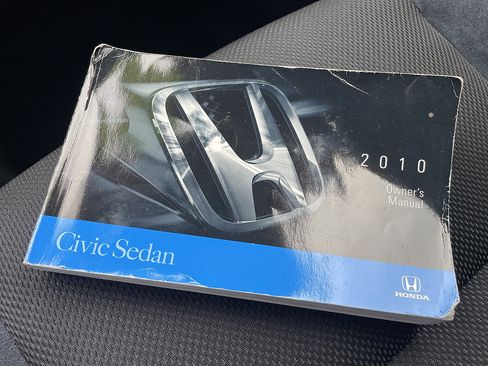 2010
Owner's
Manual
Civic Sedan
HONDA